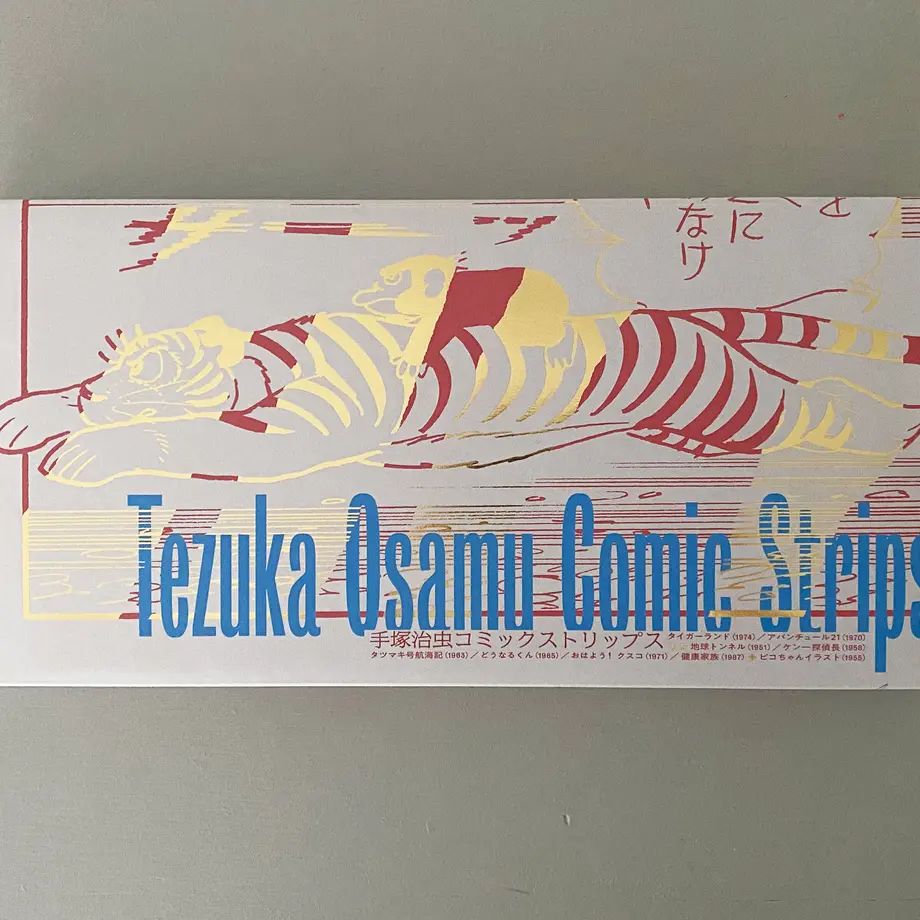 を
とに
なけ
Tezuka Osamu Comic Strips
手塚治虫コミックストリップス タイガーランド(1974)／アバンチュール21(1970)
地球トンネル(1951)／ケン一探偵長(1958)
タツマキ号航海記(1963)／どうなるくん(1965)／おはよう！クスコ(1971)／健康家族(1987) ✦ ピコちゃんイラスト(1958)